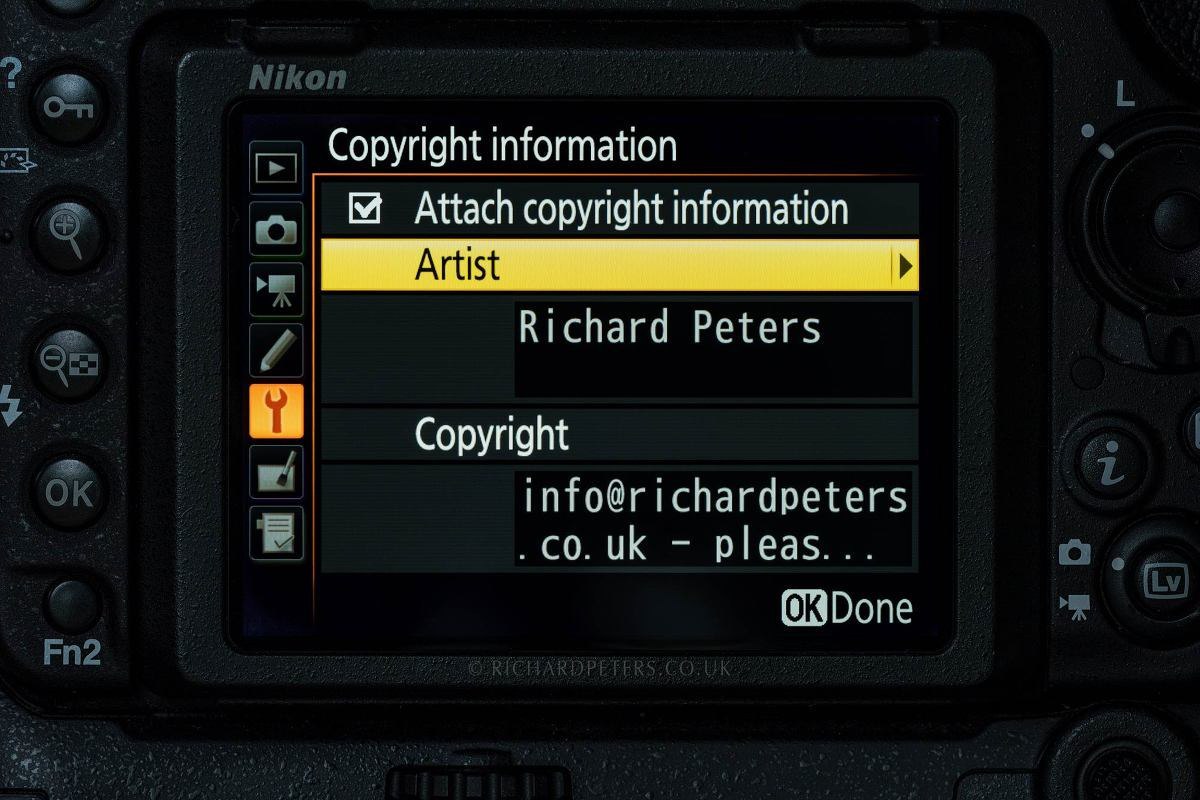 Nikon
?
L
Copyright information
Attach copyright information
Artist
Richard Peters
Copyright
info@richardpeters
.co.uk - pleas...
OK Done
OK
Fn2
i
Lv
© RICHARDPETERS.CO.UK